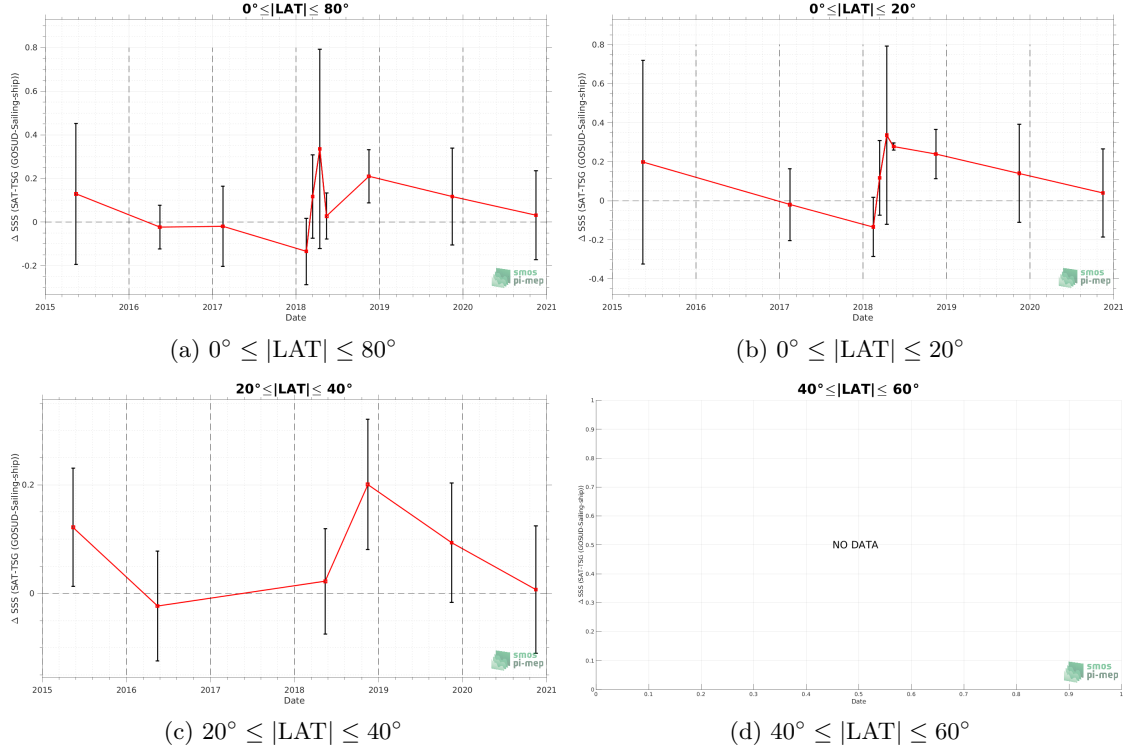 0°≤|LAT|≤ 80°
Δ SSS (SAT-TSG (GOSUD-Sailing-ship))
0.8
0.6
0.4
0.2
0
-0.2
2015 2016 2017 2018 2019 2020 2021
Date
smos
pi-mep
(a) 0° ≤ |LAT| ≤ 80°
0°≤|LAT|≤ 20°
Δ SSS (SAT-TSG (GOSUD-Sailing-ship))
0.8
0.6
0.4
0.2
0
-0.2
-0.4
2015 2016 2017 2018 2019 2020 2021
Date
smos
pi-mep
(b) 0° ≤ |LAT| ≤ 20°
20°≤|LAT|≤ 40°
Δ SSS (SAT-TSG (GOSUD-Sailing-ship))
0.2
0
2015 2016 2017 2018 2019 2020 2021
Date
smos
pi-mep
(c) 20° ≤ |LAT| ≤ 40°
40°≤|LAT|≤ 60°
Δ SSS (SAT-TSG (GOSUD-Sailing-ship))
1
0.9
0.8
0.7
0.6
0.5
0.4
0.3
0.2
0.1
0
NO DATA
0 0.1 0.2 0.3 0.4 0.5 0.6 0.7 0.8 0.9 1
Date
smos
pi-mep
(d) 40° ≤ |LAT| ≤ 60°